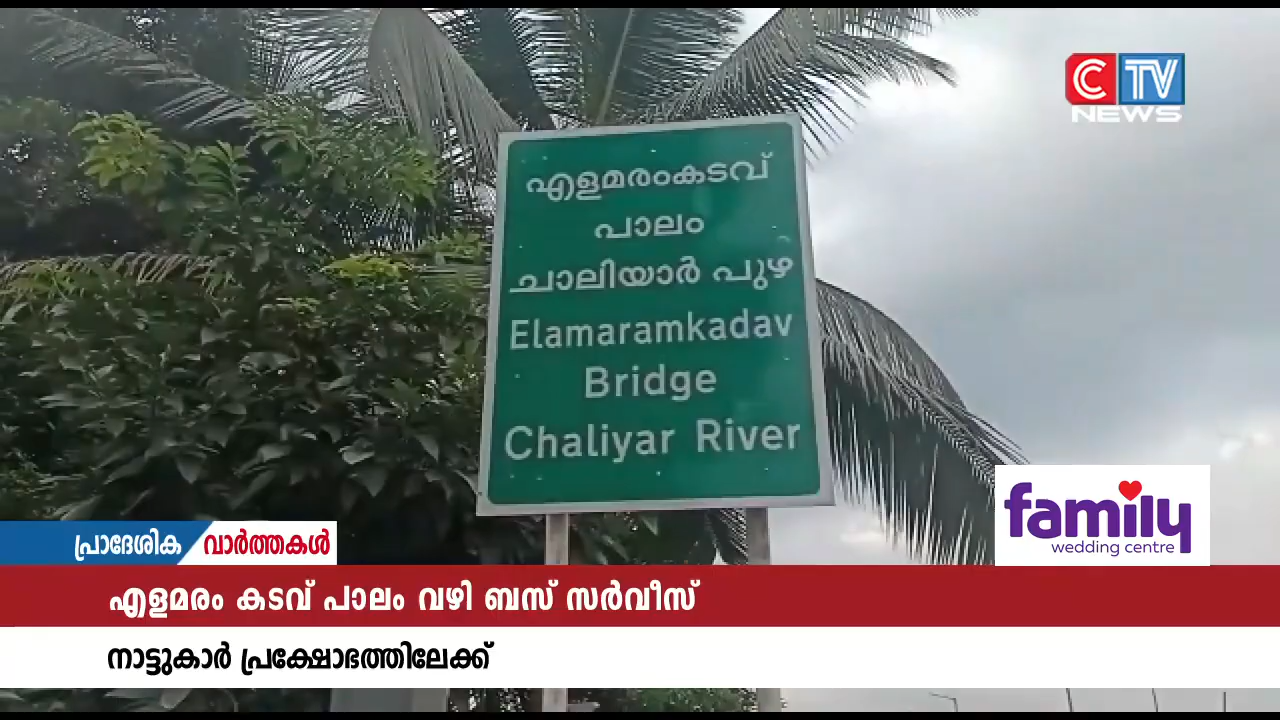 CTV
NEWS
എളമരംകടവ്
പാലം
ചാലിയാർ പുഴ
Elamaramkadav
Bridge
Chaliyar River
family
wedding centre
പ്രാദേശിക വാർത്തകൾ
എളമരം കടവ് പാലം വഴി ബസ് സർവീസ്
നാട്ടുകാർ പ്രക്ഷോഭത്തിലേക്ക്